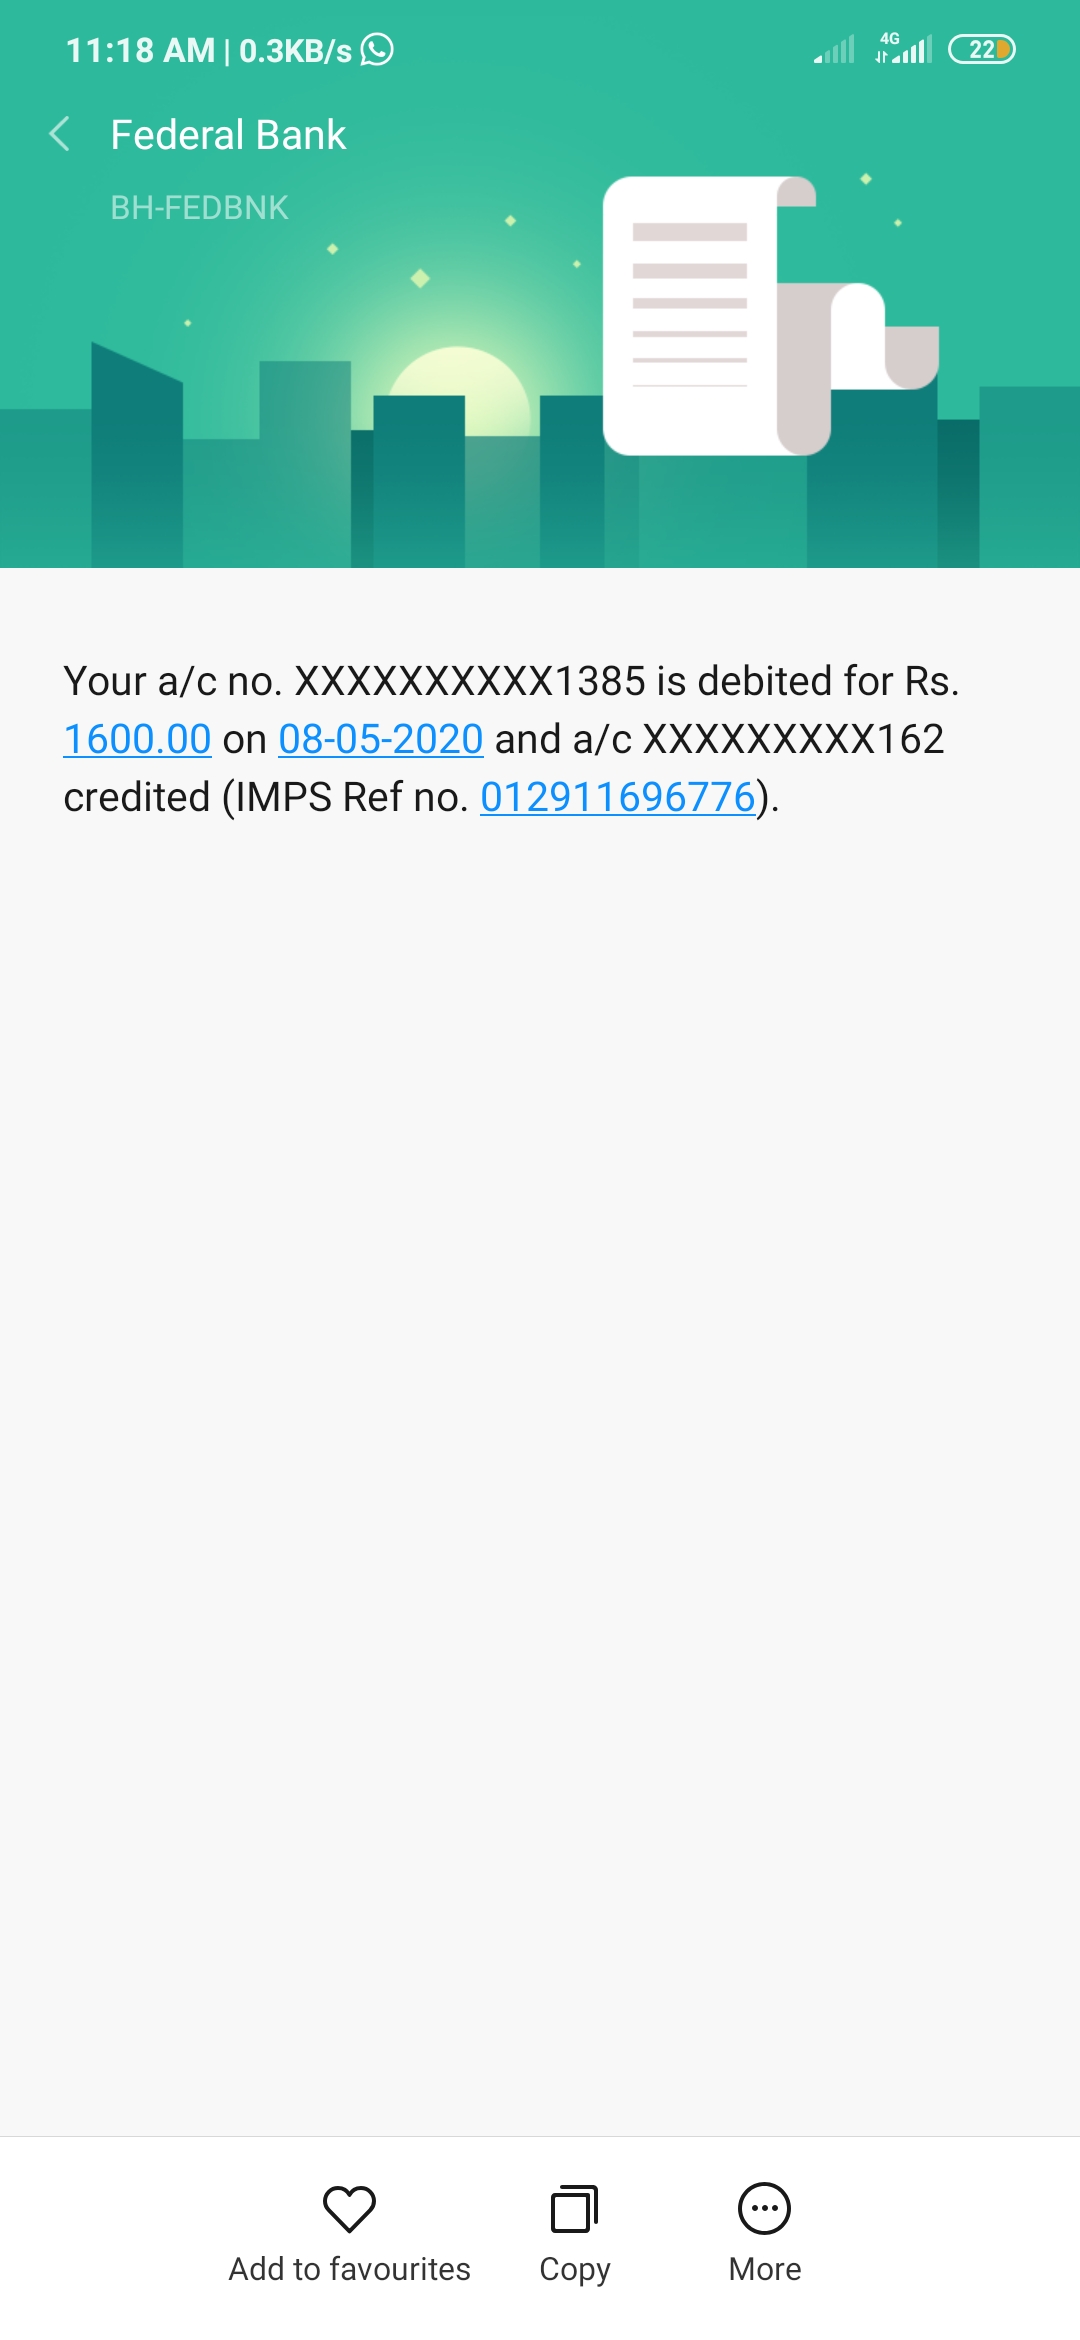 11:18 AM | 0.3KB/s
4G
22
Federal Bank
BH-FEDBNK
Your a/c no. XXXXXXXXXX1385 is debited for Rs.
1600.00 on 08-05-2020 and a/c XXXXXXXXX162
credited (IMPS Ref no. 012911696776).
Add to favourites
Copy
More